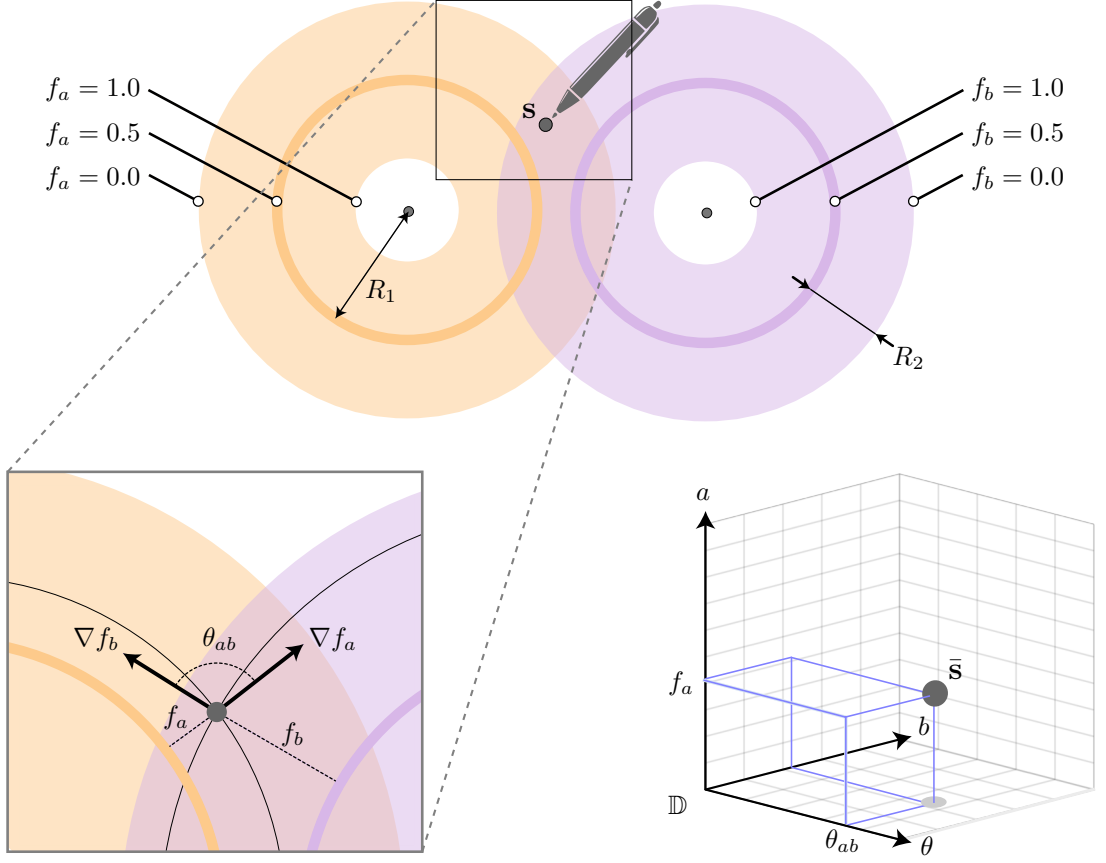 f_a = 1.0
f_a = 0.5
f_a = 0.0
s
f_b = 1.0
f_b = 0.5
f_b = 0.0
R_1
R_2
∇f_b
θ_ab
∇f_a
f_a
f_b
a
f_a
s̄
b
𝔻
θ_ab
θ